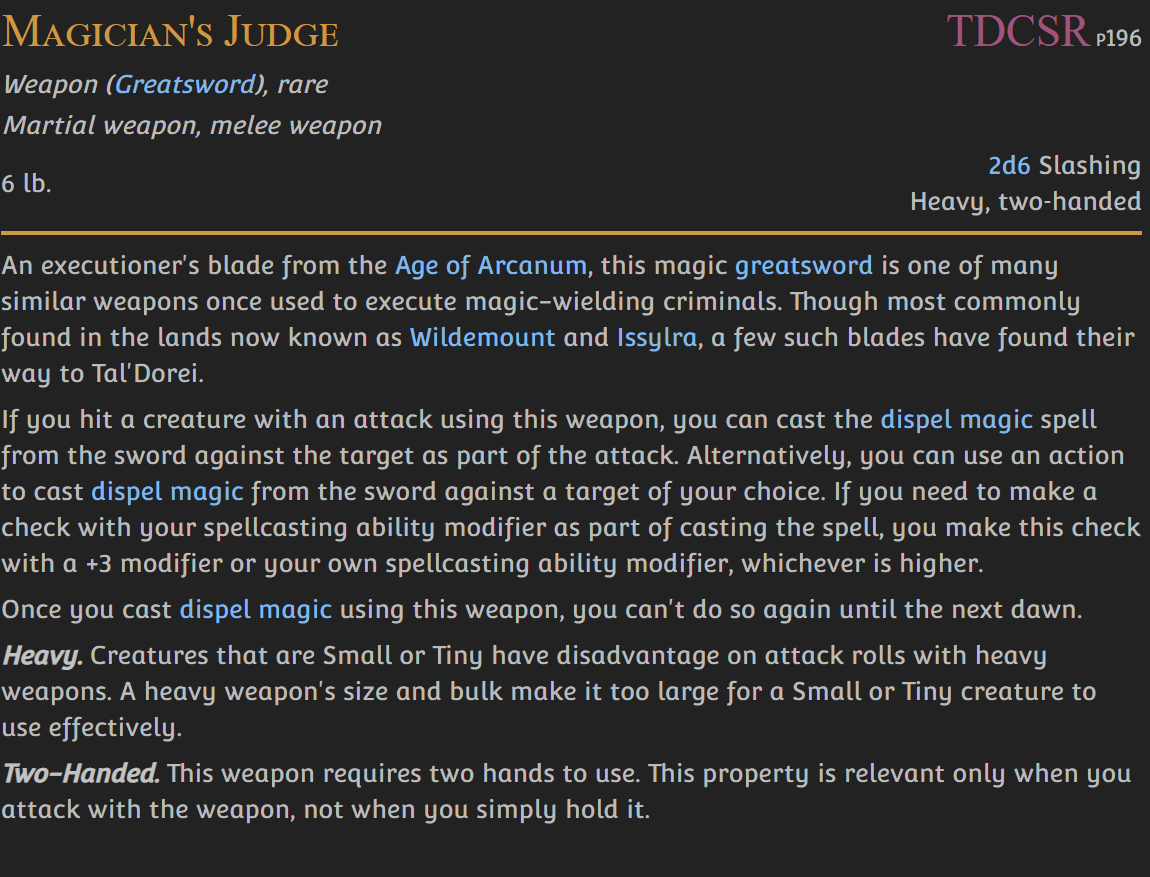 Magician's Judge TDCSR P196
Weapon (Greatsword), rare
Martial weapon, melee weapon
6 lb.
2d6 Slashing
Heavy, two-handed
An executioner's blade from the Age of Arcanum, this magic greatsword is one of many
similar weapons once used to execute magic-wielding criminals. Though most commonly
found in the lands now known as Wildemount and Issylra, a few such blades have found their
way to Tal'Dorei.
If you hit a creature with an attack using this weapon, you can cast the dispel magic spell
from the sword against the target as part of the attack. Alternatively, you can use an action
to cast dispel magic from the sword against a target of your choice. If you need to make a
check with your spellcasting ability modifier as part of casting the spell, you make this check
with a +3 modifier or your own spellcasting ability modifier, whichever is higher.
Once you cast dispel magic using this weapon, you can't do so again until the next dawn.
Heavy. Creatures that are Small or Tiny have disadvantage on attack rolls with heavy
weapons. A heavy weapon's size and bulk make it too large for a Small or Tiny creature to
use effectively.
Two-Handed. This weapon requires two hands to use. This property is relevant only when you
attack with the weapon, not when you simply hold it.